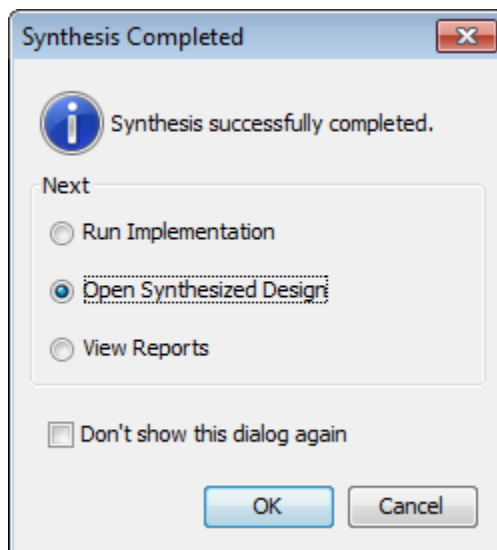 Synthesis Completed
Synthesis successfully completed.
Next
Run Implementation
Open Synthesized Design
View Reports
Don't show this dialog again
OK
Cancel